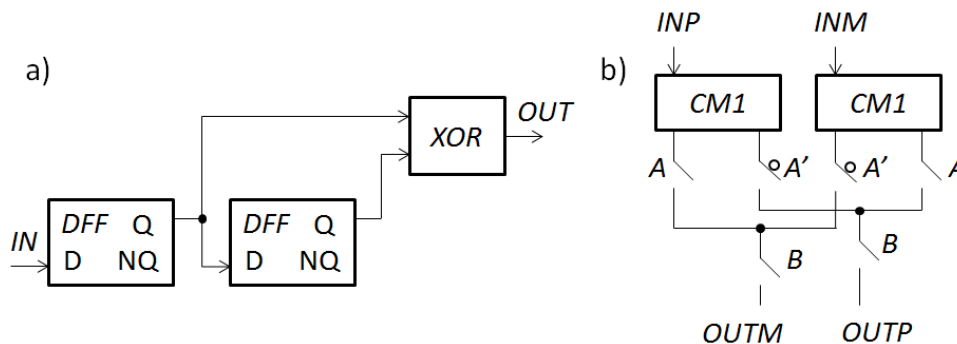 a)
IN
DFF Q
D NQ
DFF Q
D NQ
XOR
OUT
b)
INP
INM
CM1
CM1
A
A'
A'
A
B
B
OUTM
OUTP